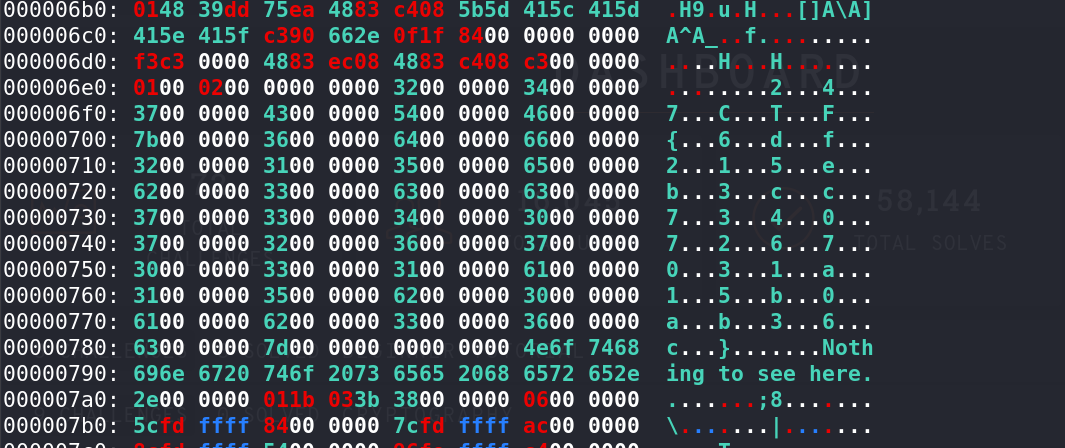 000006b0: 0148 39dd 75ea 4883 c408 5b5d 415c 415d .H9.u.H...[]A\A]
000006c0: 415e 415f c390 662e 0f1f 8400 0000 0000 A^A_..f.........
000006d0: f3c3 0000 4883 ec08 4883 c408 c300 0000 ....H...H.......
DASHBOARD
000006e0: 0100 0200 0000 0000 3200 0000 3400 0000 ........2...4...
000006f0: 3700 0000 4300 0000 5400 0000 4600 0000 7...C...T...F...
00000700: 7b00 0000 3600 0000 6400 0000 6600 0000 {...6...d...f...
00000710: 3200 0000 3100 0000 3500 0000 6500 0000 2...1...5...e...
00000720: 6200 0000 3300 0000 6300 0000 6300 0000 b...3...c...c...
58,144
00000730: 3700 0000 3300 0000 3400 0000 3000 0000 7...3...4...0...
00000740: 3700 0000 3200 0000 3600 0000 3700 0000 7...2...6...7...
TOTAL SOLVES
00000750: 3000 0000 3300 0000 3100 0000 6100 0000 0...3...1...a...
00000760: 3100 0000 3500 0000 6200 0000 3000 0000 1...5...b...0...
00000770: 6100 0000 6200 0000 3300 0000 3600 0000 a...b...3...6...
00000780: 6300 0000 7d00 0000 0000 0000 4e6f 7468 c...}.......Noth
00000790: 696e 6720 746f 2073 6565 2068 6572 652e ing to see here.
000007a0: 2e00 0000 011b 033b 3800 0000 0600 0000 .......;8.......
000007b0: 5cfd ffff 8400 0000 7cfd ffff ac00 0000 \.......|.......